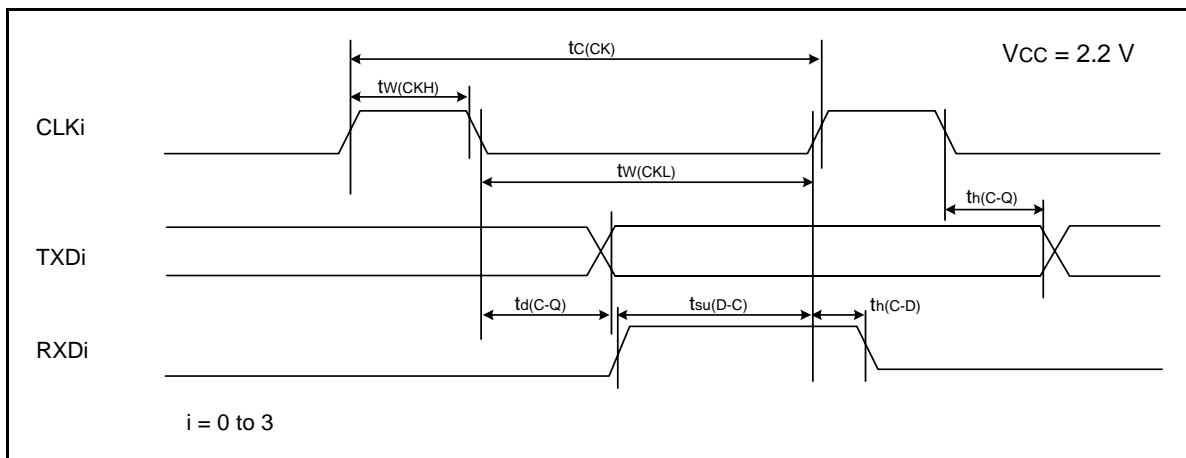 tC(CK)
VCC = 2.2 V
tW(CKH)
CLKi
tW(CKL)
th(C-Q)
TXDi
td(C-Q)
tsu(D-C)
th(C-D)
RXDi
i = 0 to 3